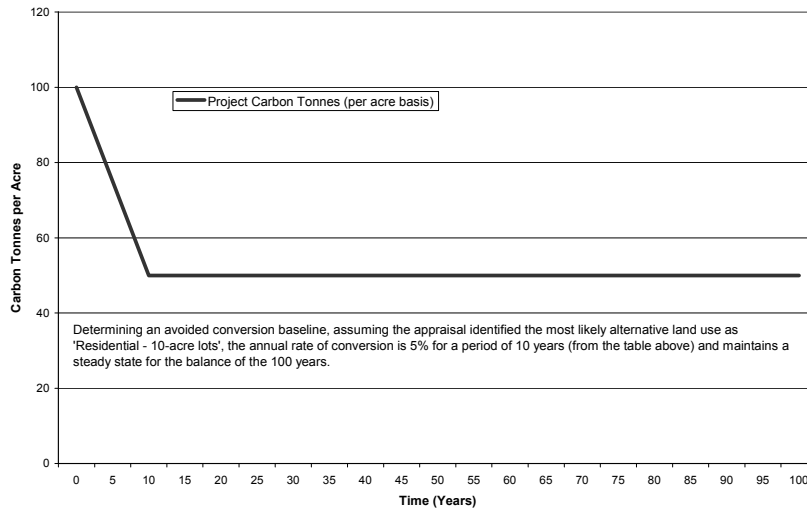 120
100
Project Carbon Tonnes (per acre basis)
80
60
Carbon Tonnes per Acre
40
Determining an avoided conversion baseline, assuming the appraisal identified the most likely alternative land use as
'Residential - 10-acre lots', the annual rate of conversion is 5% for a period of 10 years (from the table above) and maintains a
steady state for the balance of the 100 years.
20
0
0 5 10 15 20 25 30 35 40 45 50 55 60 65 70 75 80 85 90 95 100
Time (Years)